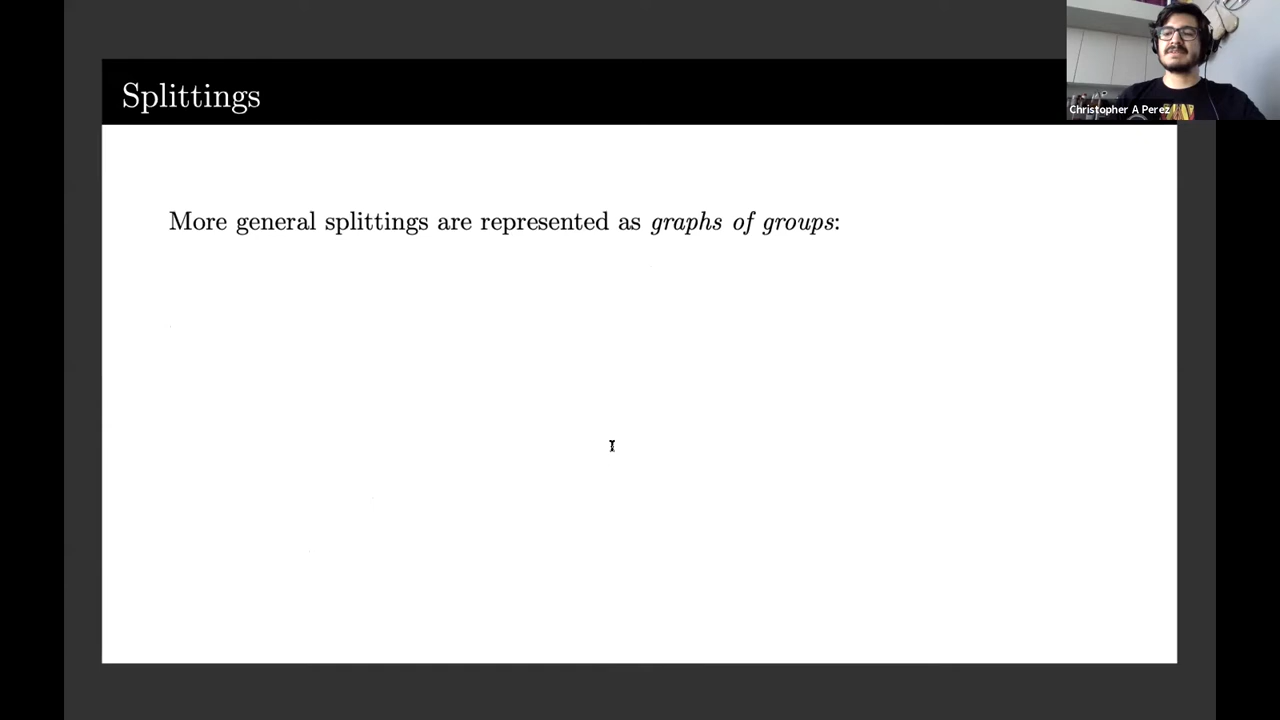 Splittings
Christopher A Perez
More general splittings are represented as graphs of groups: